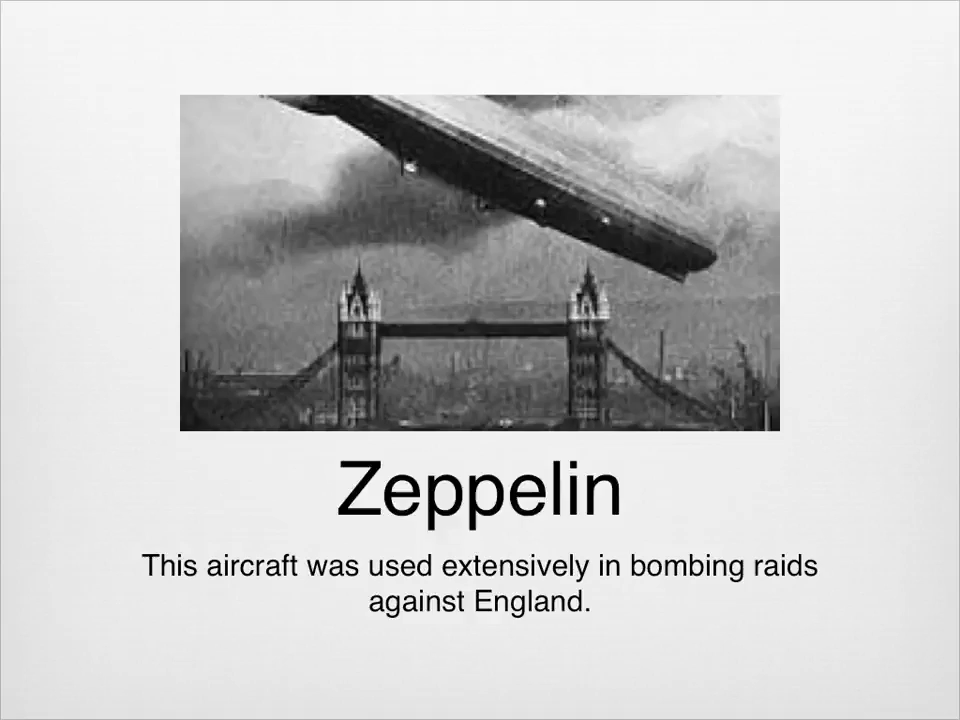 Zeppelin
This aircraft was used extensively in bombing raids
against England.